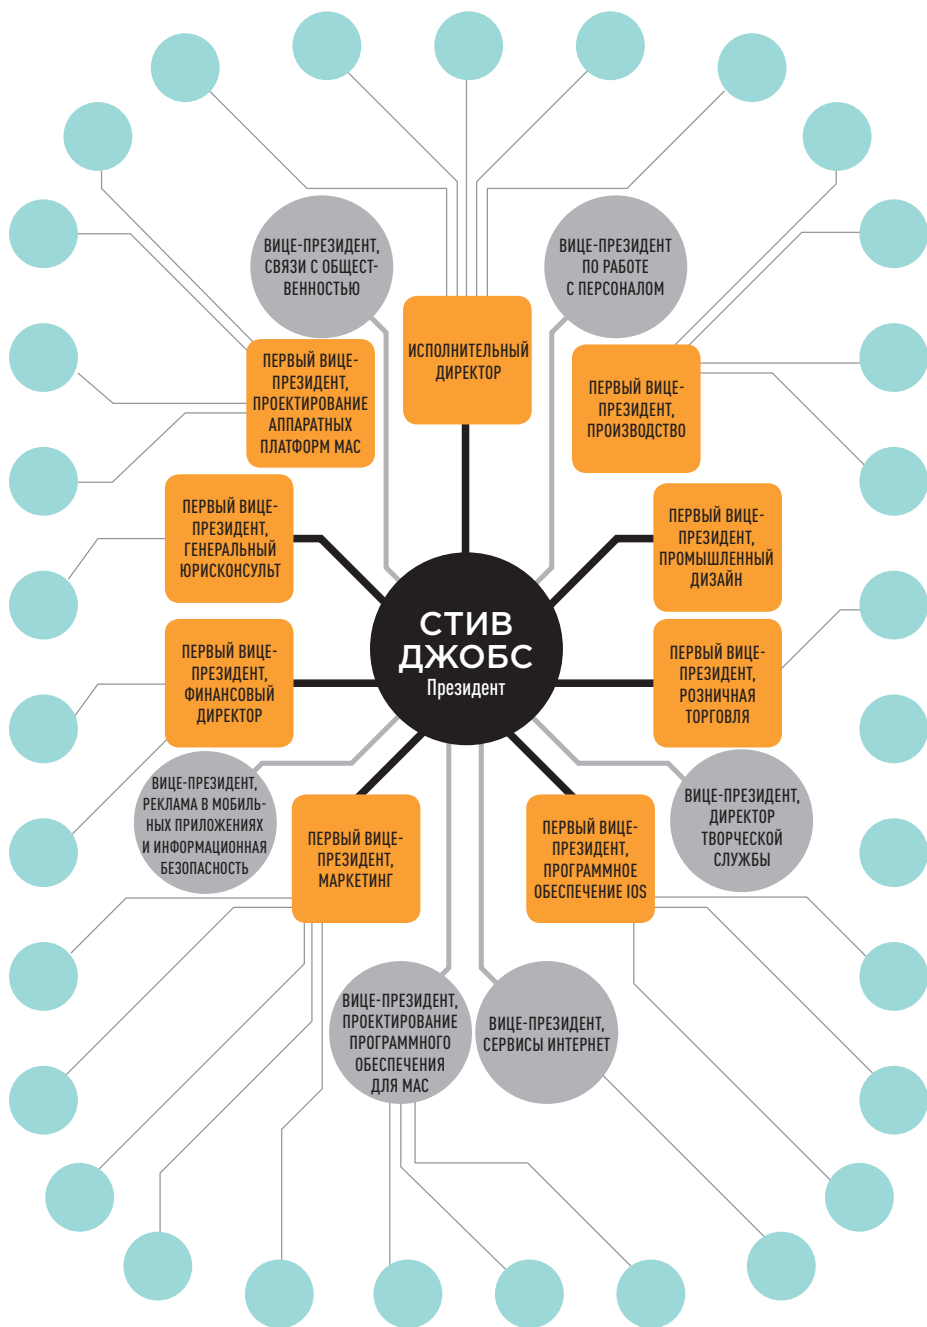 ВИЦЕ-ПРЕЗИДЕНТ,
СВЯЗИ С ОБЩЕСТ-
ВЕННОСТЬЮ
ВИЦЕ-ПРЕЗИДЕНТ
ПО РАБОТЕ
С ПЕРСОНАЛОМ
ПЕРВЫЙ ВИЦЕ-
ПРЕЗИДЕНТ,
ПРОЕКТИРОВАНИЕ
АППАРАТНЫХ
ПЛАТФОРМ MAC
ИСПОЛНИТЕЛЬНЫЙ
ДИРЕКТОР
ПЕРВЫЙ ВИЦЕ-
ПРЕЗИДЕНТ,
ПРОИЗВОДСТВО
ПЕРВЫЙ ВИЦЕ-
ПРЕЗИДЕНТ,
ГЕНЕРАЛЬНЫЙ
ЮРИСКОНСУЛЬТ
ПЕРВЫЙ ВИЦЕ-
ПРЕЗИДЕНТ,
ПРОМЫШЛЕННЫЙ
ДИЗАЙН
СТИВ
ДЖОБС
Президент
ПЕРВЫЙ ВИЦЕ-
ПРЕЗИДЕНТ,
ФИНАНСОВЫЙ
ДИРЕКТОР
ПЕРВЫЙ ВИЦЕ-
ПРЕЗИДЕНТ,
РОЗНИЧНАЯ
ТОРГОВЛЯ
ВИЦЕ-ПРЕЗИДЕНТ,
РЕКЛАМА В МОБИЛЬ-
НЫХ ПРИЛОЖЕНИЯХ
И ИНФОРМАЦИОННАЯ
БЕЗОПАСНОСТЬ
ПЕРВЫЙ ВИЦЕ-
ПРЕЗИДЕНТ,
МАРКЕТИНГ
ПЕРВЫЙ ВИЦЕ-
ПРЕЗИДЕНТ,
ПРОГРАММНОЕ
ОБЕСПЕЧЕНИЕ IOS
ВИЦЕ-ПРЕЗИДЕНТ,
ДИРЕКТОР
ТВОРЧЕСКОЙ
СЛУЖБЫ
ВИЦЕ-ПРЕЗИДЕНТ,
ПРОЕКТИРОВАНИЕ
ПРОГРАММНОГО
ОБЕСПЕЧЕНИЯ
ДЛЯ MAC
ВИЦЕ-ПРЕЗИДЕНТ,
СЕРВИСЫ ИНТЕРНЕТ